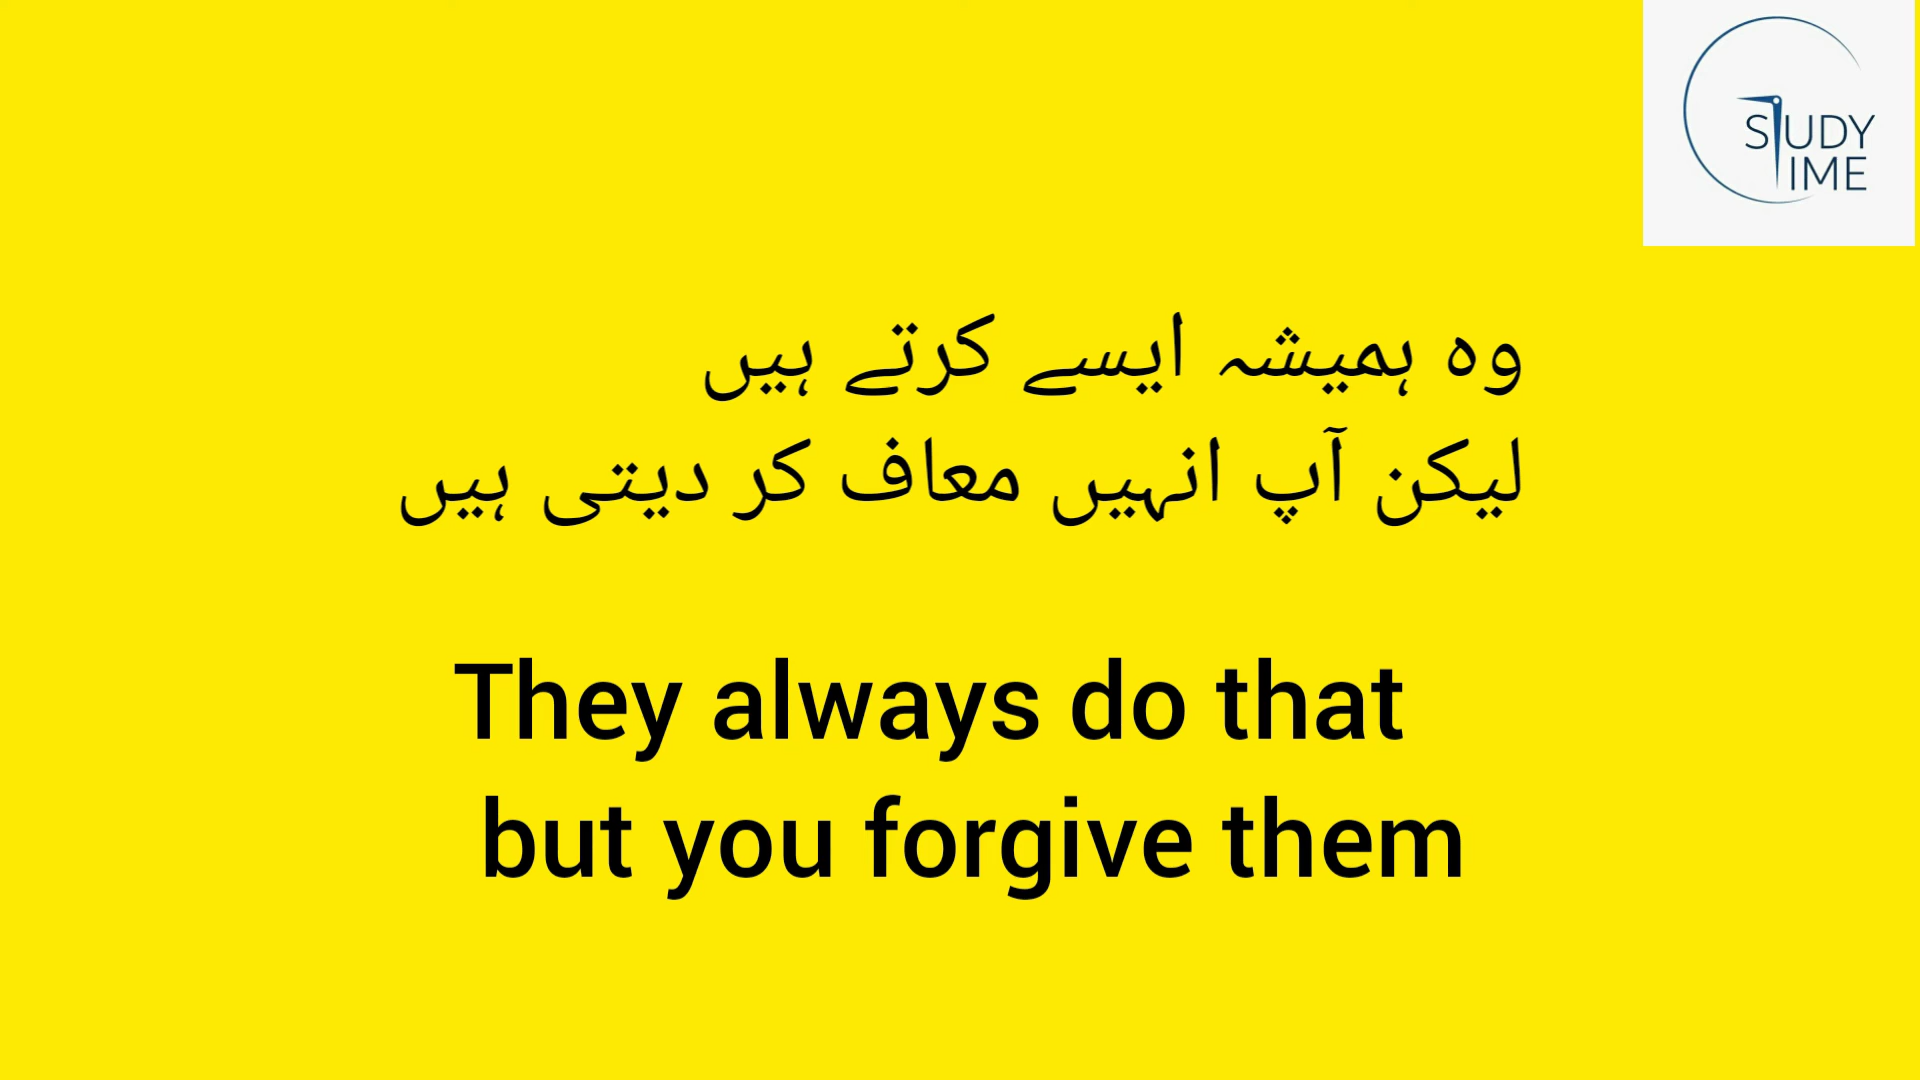 STUDY
TIME
وہ ہمیشہ ایسے کرتے ہیں
لیکن آپ انہیں معاف کر دیتی ہیں
They always do that
but you forgive them